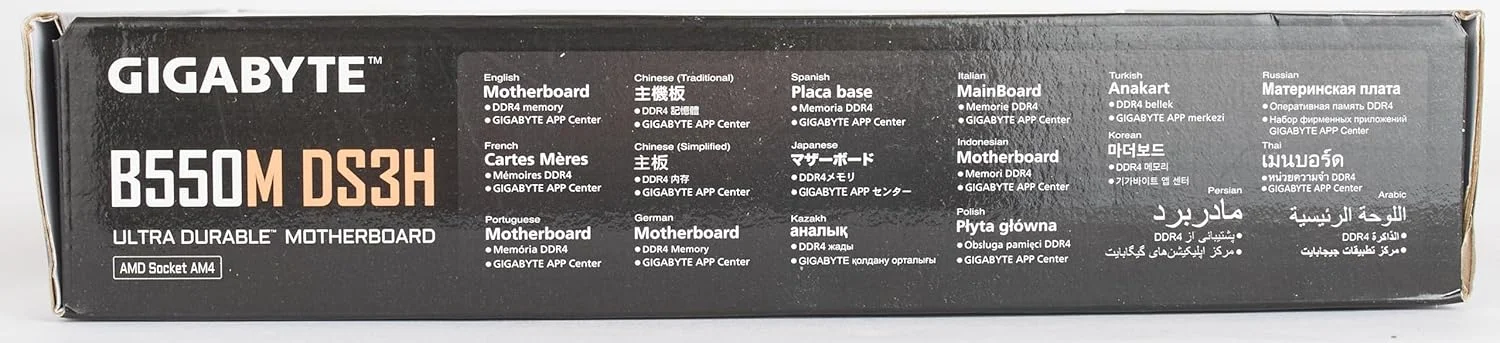 GIGABYTE™
B550M DS3H
ULTRA DURABLE™ MOTHERBOARD
AMD Socket AM4
English
Motherboard
● DDR4 memory
● GIGABYTE APP Center
French
Cartes Mères
● Mémoires DDR4
● GIGABYTE APP Center
Portuguese
Motherboard
● Memória DDR4
● GIGABYTE APP Center
Chinese (Traditional)
主機板
● DDR4 記憶體
● GIGABYTE APP Center
Chinese (Simplified)
主板
● DDR4 内存
● GIGABYTE APP Center
German
Motherboard
● DDR4 Memory
● GIGABYTE APP Center
Spanish
Placa base
● Memoria DDR4
● GIGABYTE APP Center
Japanese
マザーボード
● DDR4メモリ
● GIGABYTE APP センター
Kazakh
аналық
● DDR4 жады
● GIGABYTE қолдану орталығы
Italian
MainBoard
● Memorie DDR4
● GIGABYTE APP Center
Indonesian
Motherboard
● Memori DDR4
● GIGABYTE APP Center
Polish
Płyta główna
● Obsługa pamięci DDR4
● GIGABYTE APP Center
Turkish
Anakart
● DDR4 bellek
● GIGABYTE APP merkezi
Korean
마더보드
● DDR4 메모리
● 기가바이트 앱 센터
Persian
مادربرد
● پشتیبانی از DDR4
● مرکز اپلیکیشن‌های گیگابایت
Russian
Материнская плата
● Оперативная память DDR4
● Набор фирменных приложений
GIGABYTE APP Center
Thai
เมนบอร์ด
● หน่วยความจำ DDR4
● GIGABYTE APP Center
Arabic
اللوحة الرئيسية
● الذاكرة DDR4
● مركز تطبيقات جيجابايت